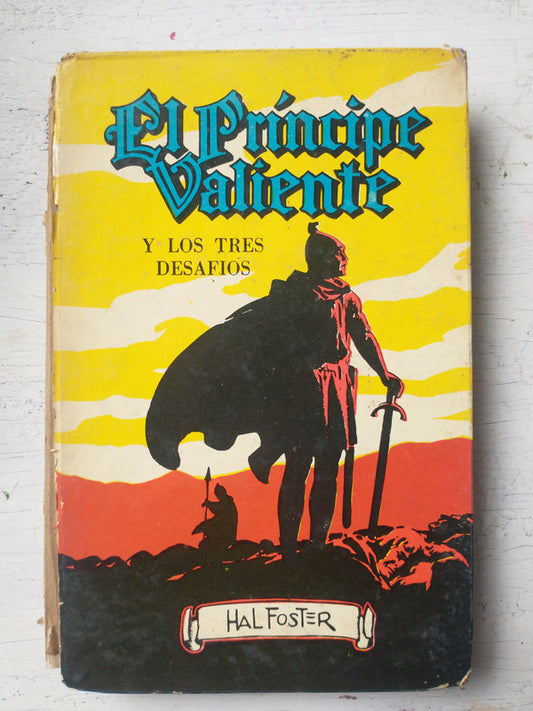 El Príncipe
Valiente
Y LOS TRES
DESAFIOS
HAL FOSTER